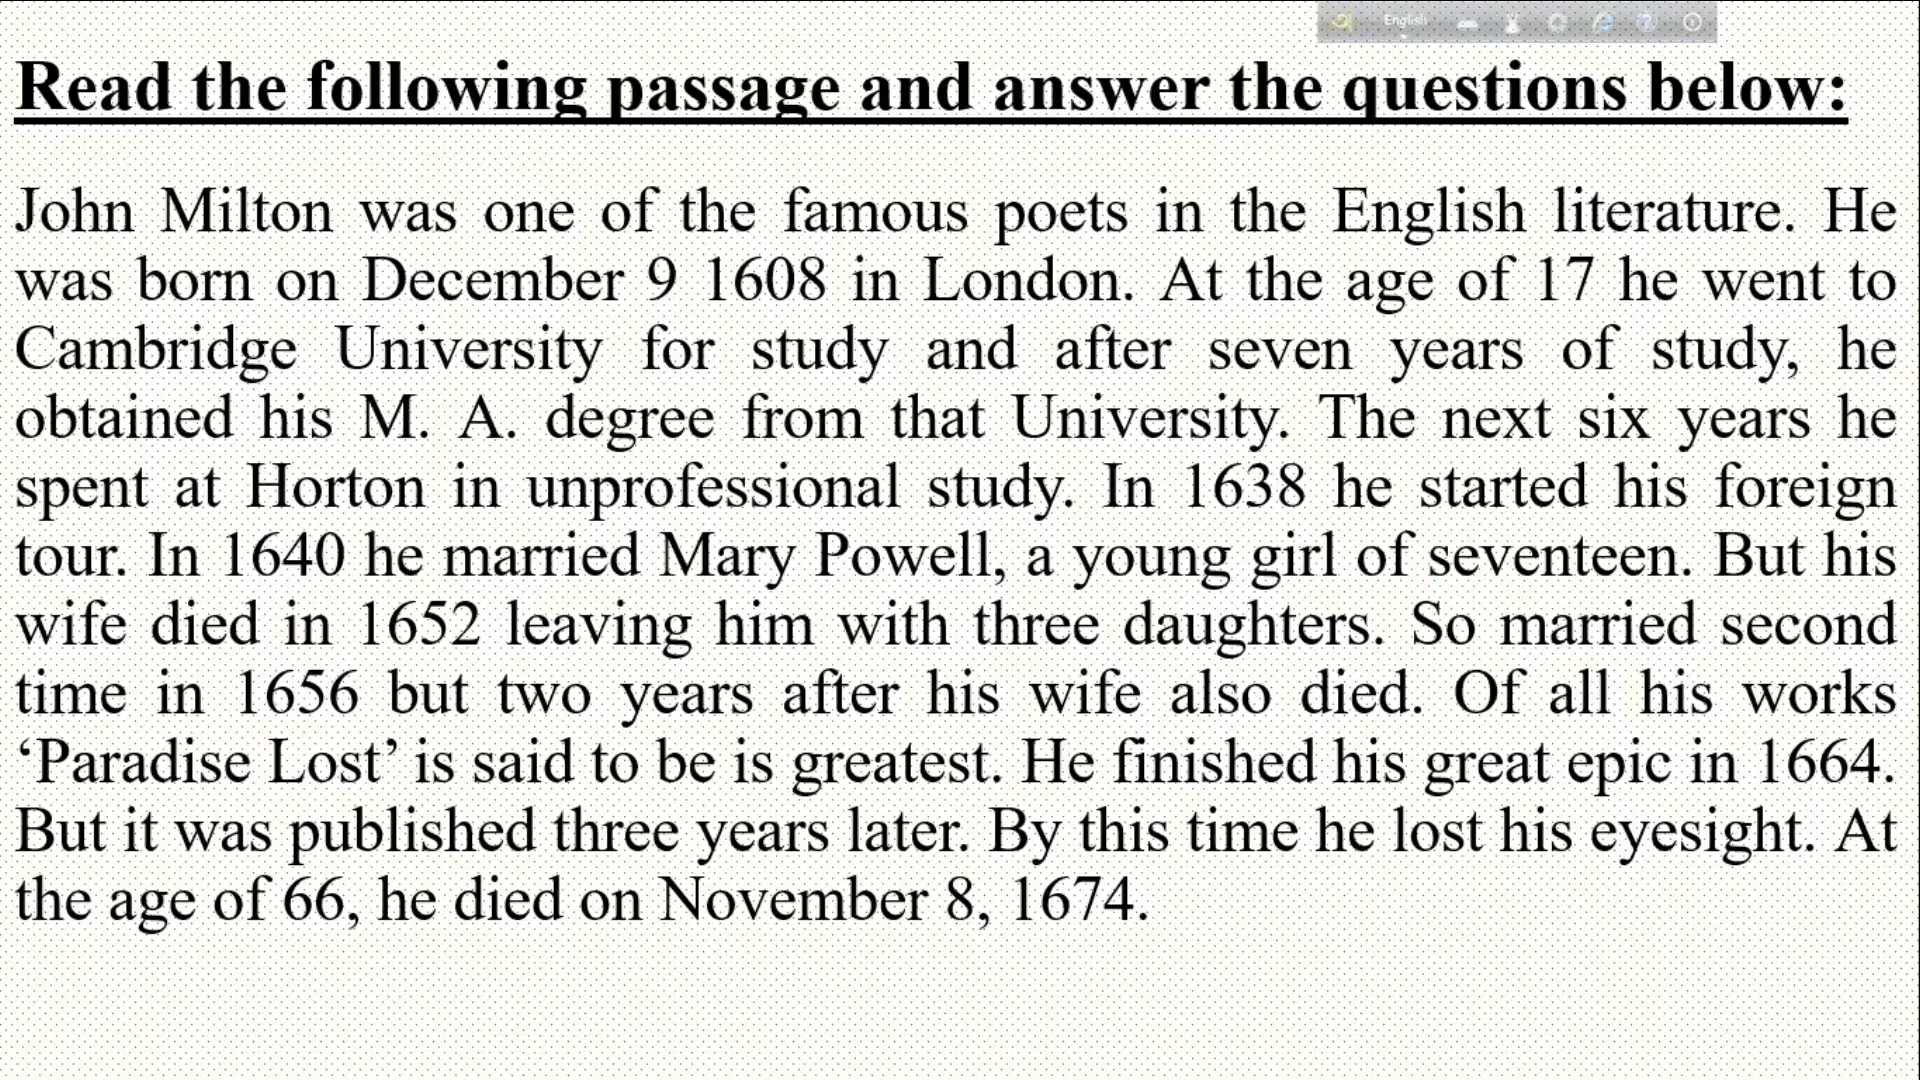 English
Read the following passage and answer the questions below:
John Milton was one of the famous poets in the English literature. He
was born on December 9 1608 in London. At the age of 17 he went to
Cambridge University for study and after seven years of study, he
obtained his M. A. degree from that University. The next six years he
spent at Horton in unprofessional study. In 1638 he started his foreign
tour. In 1640 he married Mary Powell, a young girl of seventeen. But his
wife died in 1652 leaving him with three daughters. So married second
time in 1656 but two years after his wife also died. Of all his works
‘Paradise Lost’ is said to be is greatest. He finished his great epic in 1664.
But it was published three years later. By this time he lost his eyesight. At
the age of 66, he died on November 8, 1674.